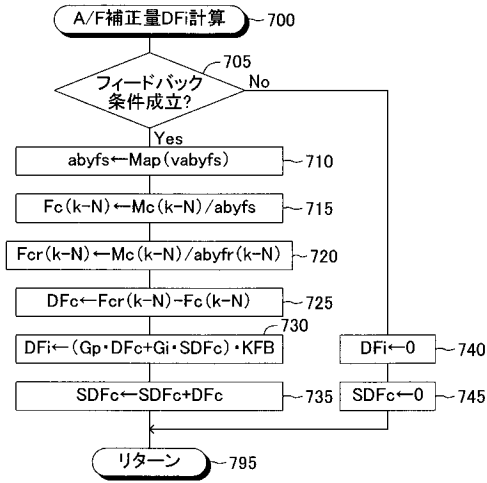 A/F補正量DFi計算 700
フィードバック 705
条件成立?
No
Yes
abyfs←Map(vabyfs) 710
Fc(k-N)←Mc(k-N)/abyfs 715
Fcr(k-N)←Mc(k-N)/abyfr(k-N) 720
DFc←Fcr(k-N)-Fc(k-N) 725
730
DFi←(Gp・DFc+Gi・SDFc)・KFB
DFi←0 740
SDFc←SDFc+DFc 735
SDFc←0 745
リターン 795